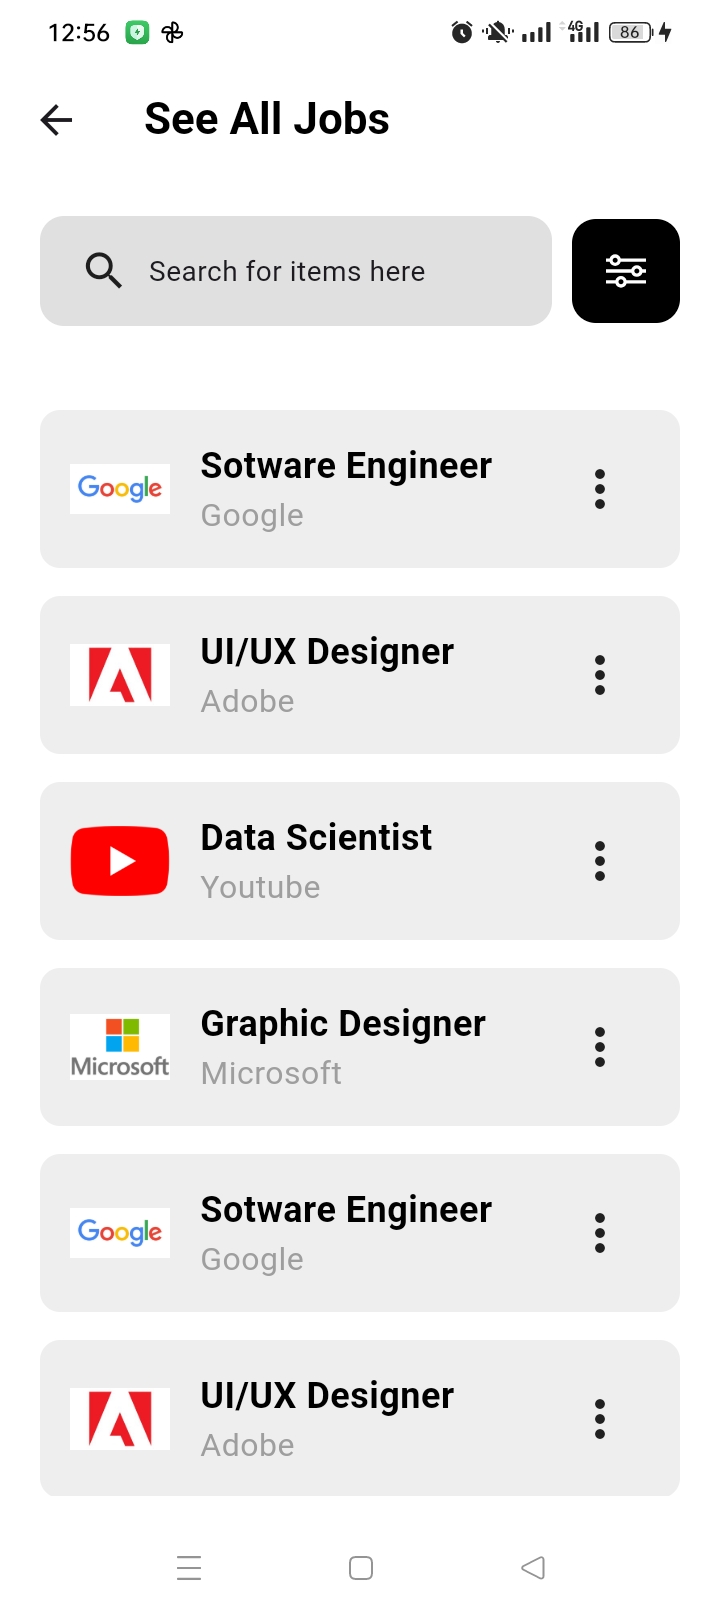 12:56
4G
86
See All Jobs
Search for items here
Google
Sotware Engineer
Google
UI/UX Designer
Adobe
Data Scientist
Youtube
Microsoft
Graphic Designer
Microsoft
Google
Sotware Engineer
Google
UI/UX Designer
Adobe